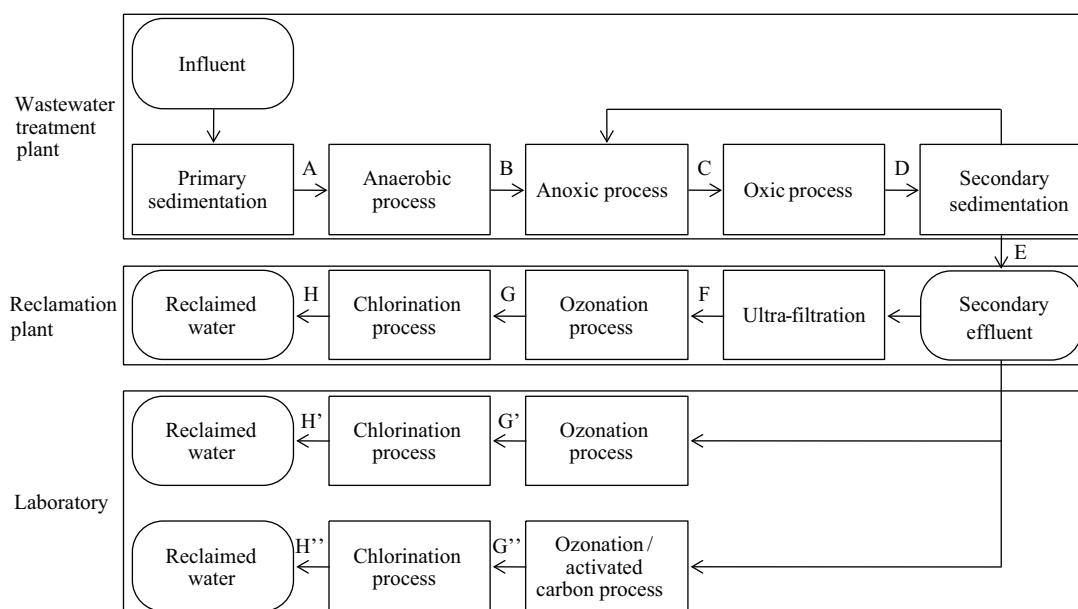 Influent
Wastewater
treatment
plant
A
B
C
D
Primary
sedimentation
Anaerobic
process
Anoxic process
Oxic process
Secondary
sedimentation
E
Reclamation
plant
Reclaimed
water
H
Chlorination
process
G
Ozonation
process
F
Ultra-filtration
Secondary
effluent
Laboratory
Reclaimed
water
H’
Chlorination
process
G’
Ozonation
process
Reclaimed
water
H’’
Chlorination
process
G’’
Ozonation /
activated
carbon process